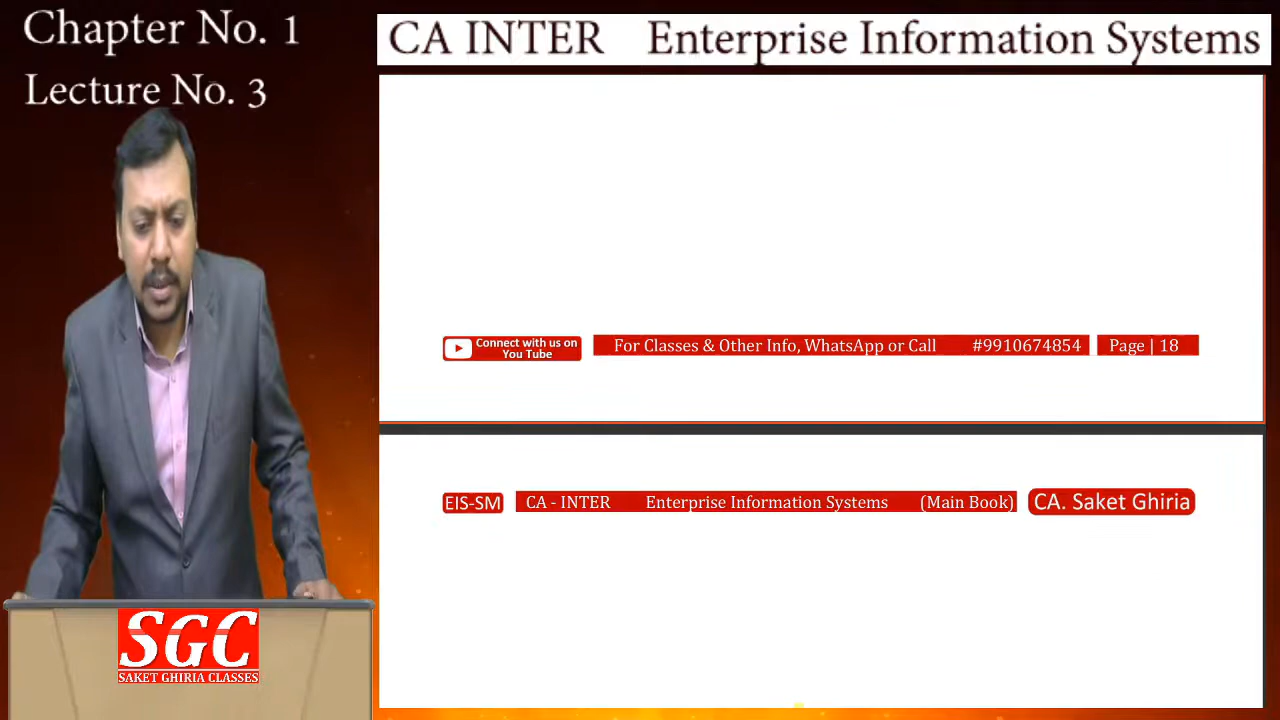 Chapter No. 1
Lecture No. 3
CA INTER Enterprise Information Systems
Connect with us on
You Tube
For Classes & Other Info, WhatsApp or Call #9910674854
Page | 18
EIS-SM
CA - INTER Enterprise Information Systems (Main Book)
CA. Saket Ghiria
SGC
SAKET GHIRIA CLASSES